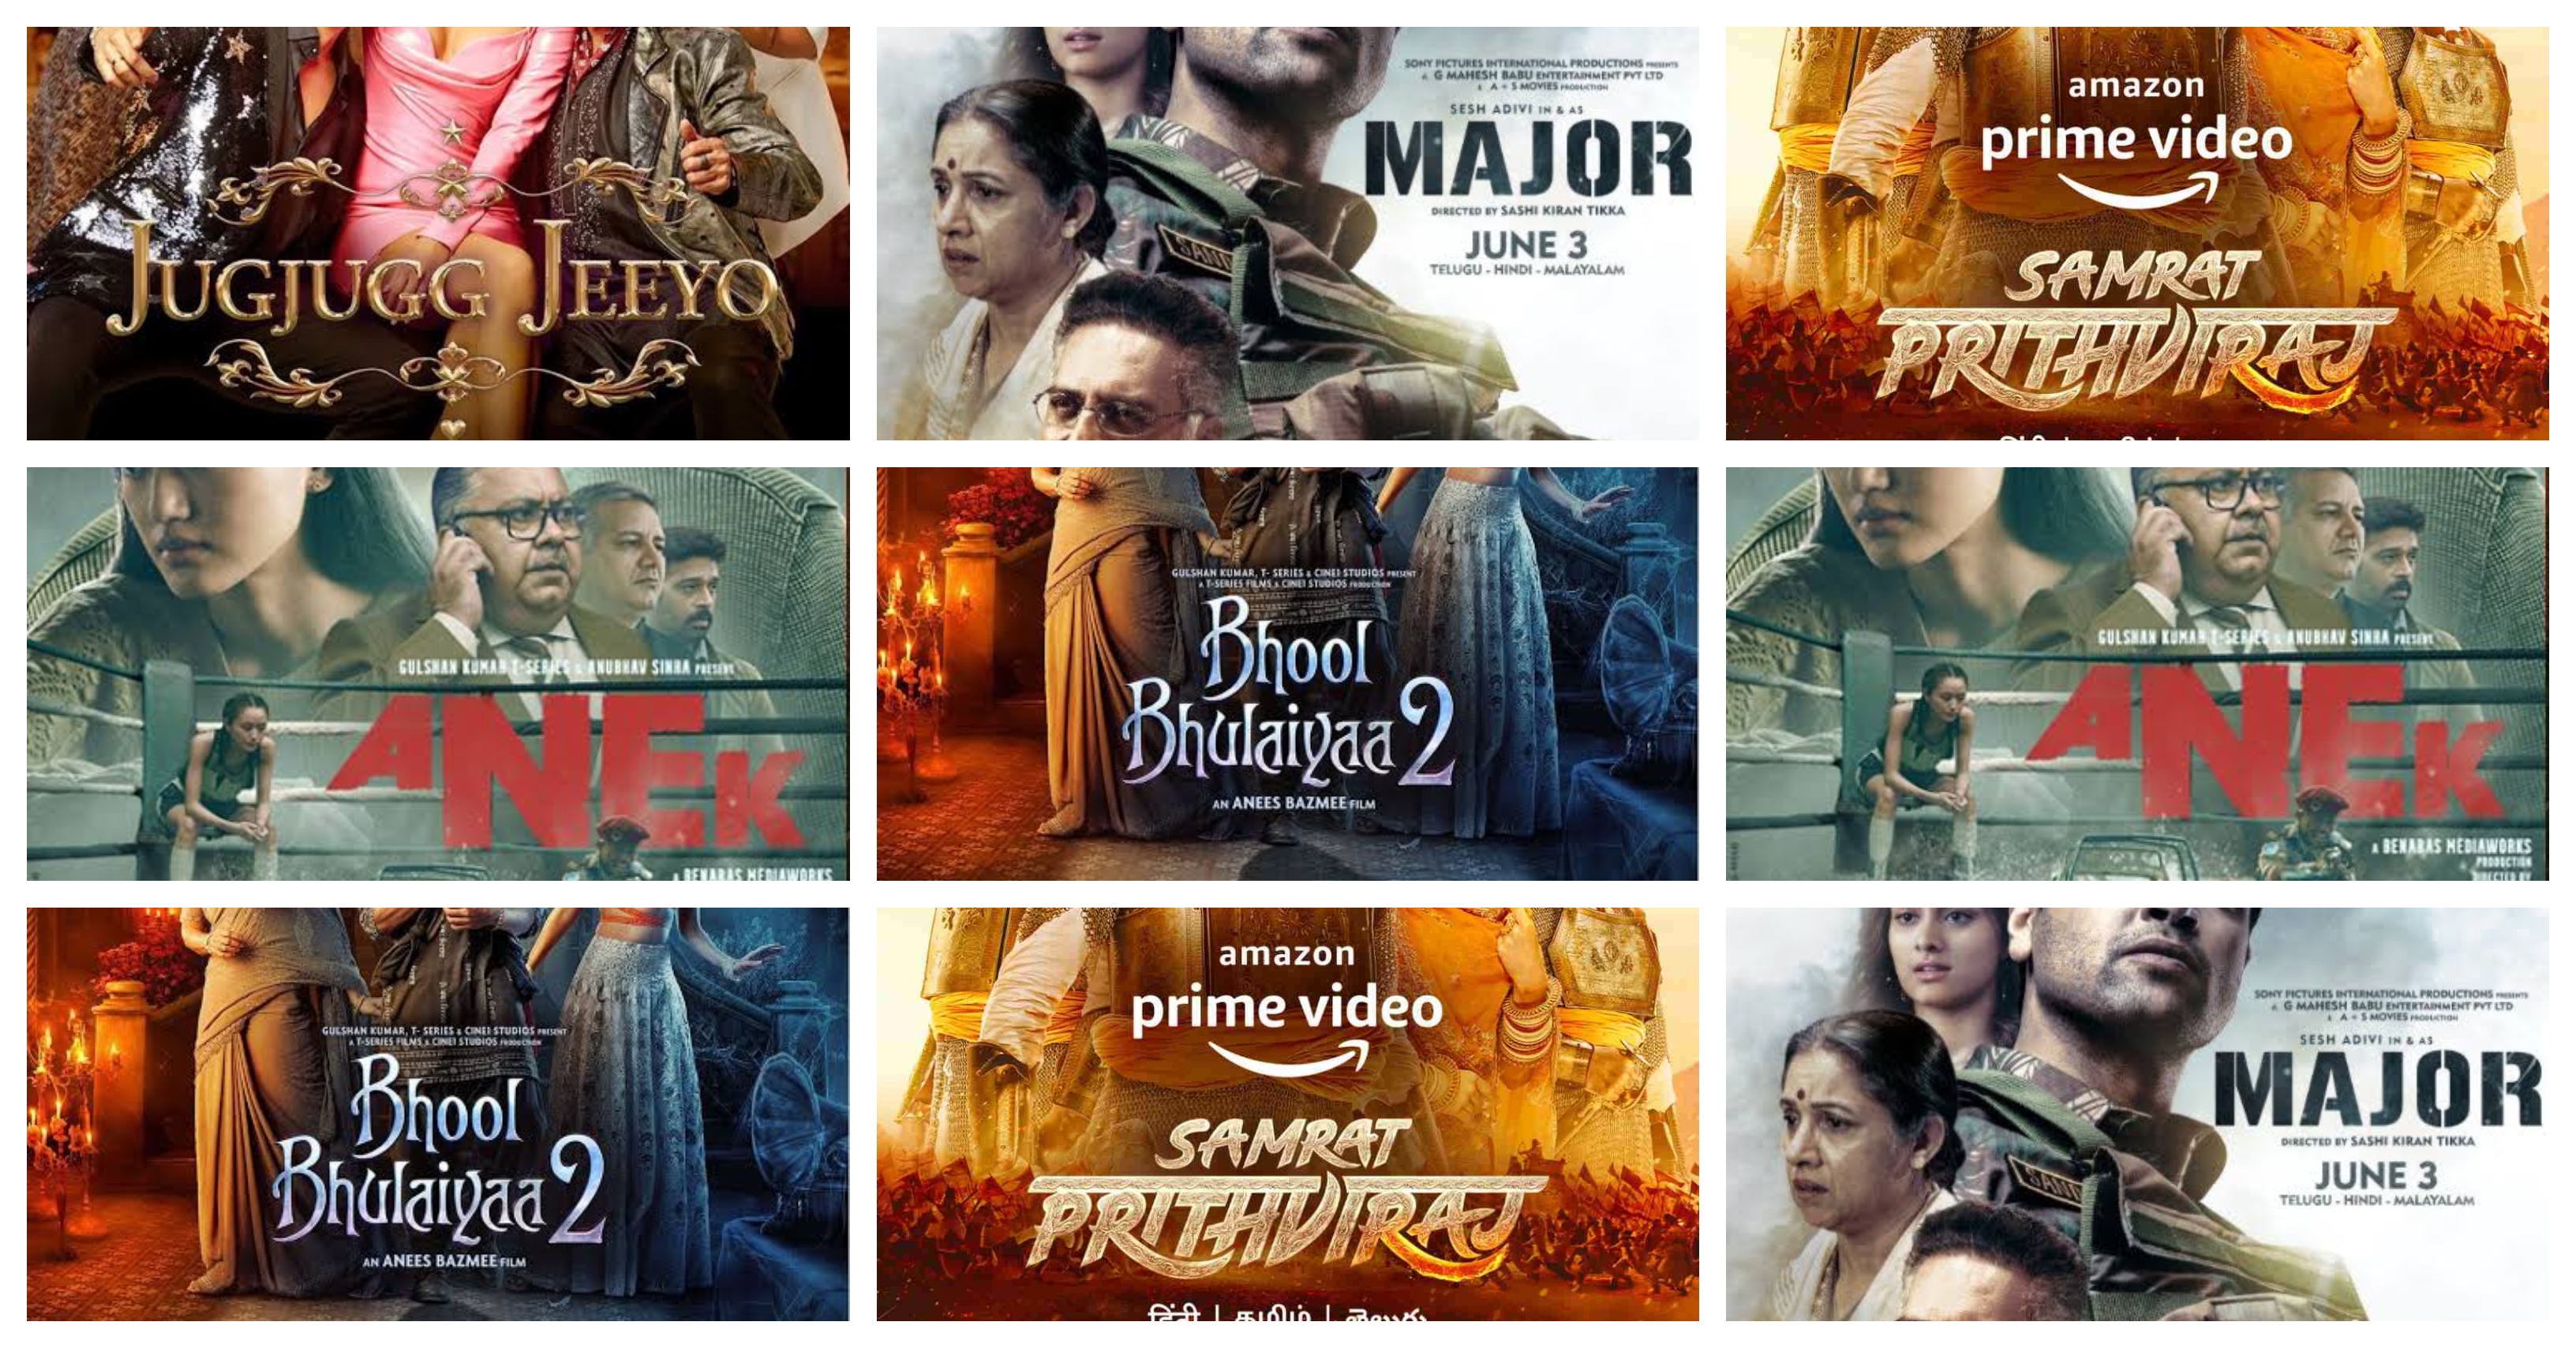 JUGJUGG JEEYO
SONY PICTURES INTERNATIONAL PRODUCTIONS PRESENTS
A G MAHESH BABU ENTERTAINMENT PVT LTD
& A + S MOVIES PRODUCTION
SESH ADIVI IN & AS
MAJOR
DIRECTED BY SASHI KIRAN TIKKA
JUNE 3
TELUGU - HINDI - MALAYALAM
amazon
prime video
SAMRAT
PRITHVIRAJ
GULSHAN KUMAR T-SERIES & ANUBHAV SINHA PRESENT
ANEK
A BENARAS MEDIAWORKS
GULSHAN KUMAR, T- SERIES & CINE1 STUDIOS PRESENT
A T-SERIES FILMS & CINE1 STUDIOS PRODUCTION
Bhool
Bhulaiyaa 2
AN ANEES BAZMEE FILM
GULSHAN KUMAR T-SERIES & ANUBHAV SINHA PRESENT
ANEK
A BENARAS MEDIAWORKS
PRODUCTION
DIRECTED BY
GULSHAN KUMAR, T- SERIES & CINE1 STUDIOS PRESENT
A T-SERIES FILMS & CINE1 STUDIOS PRODUCTION
Bhool
Bhulaiyaa 2
AN ANEES BAZMEE FILM
amazon
prime video
SAMRAT
PRITHVIRAJ
हिंदी | தமிழ் | తెలుగు
SONY PICTURES INTERNATIONAL PRODUCTIONS PRESENTS
A G MAHESH BABU ENTERTAINMENT PVT LTD
& A + S MOVIES PRODUCTION
SESH ADIVI IN & AS
MAJOR
DIRECTED BY SASHI KIRAN TIKKA
JUNE 3
TELUGU - HINDI - MALAYALAM